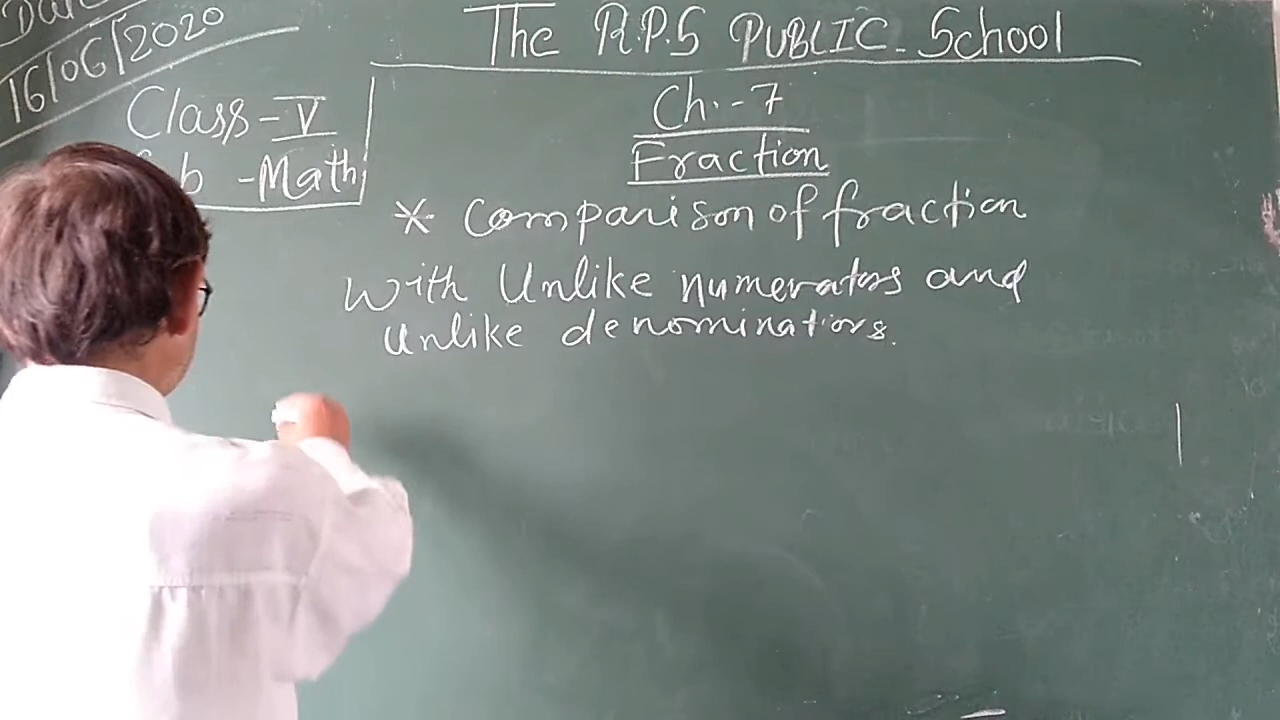 16/06/2020
The R.P.S PUBLIC School
Class-V
-Math
Ch.-7
Fraction
* Comparison of fraction
with Unlike numerators and
Unlike denominators.